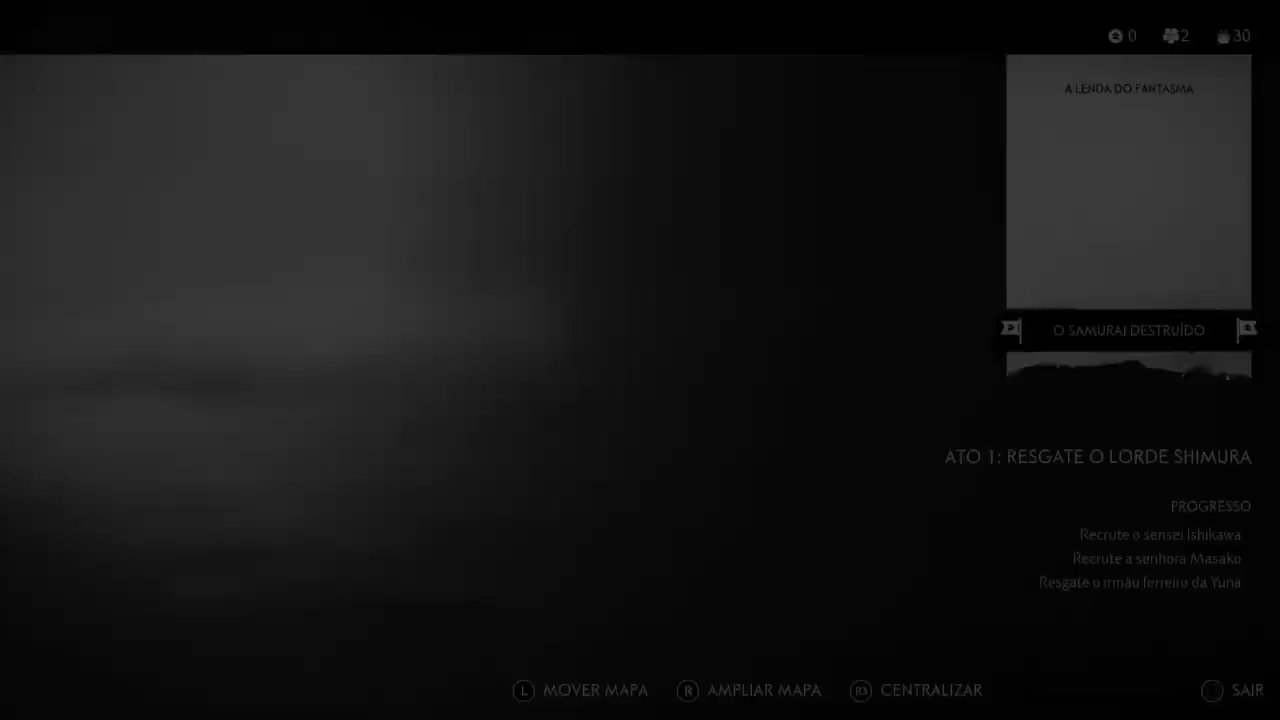 0 2 30
A LENDA DO FANTASMA
O SAMURAI DESTRUÍDO
ATO 1: RESGATE O LORDE SHIMURA
PROGRESSO
Recrute o sensei Ishikawa
Recrute a senhora Masako
Resgate o irmão ferreiro da Yuna
L MOVER MAPA R AMPLIAR MAPA R3 CENTRALIZAR SAIR